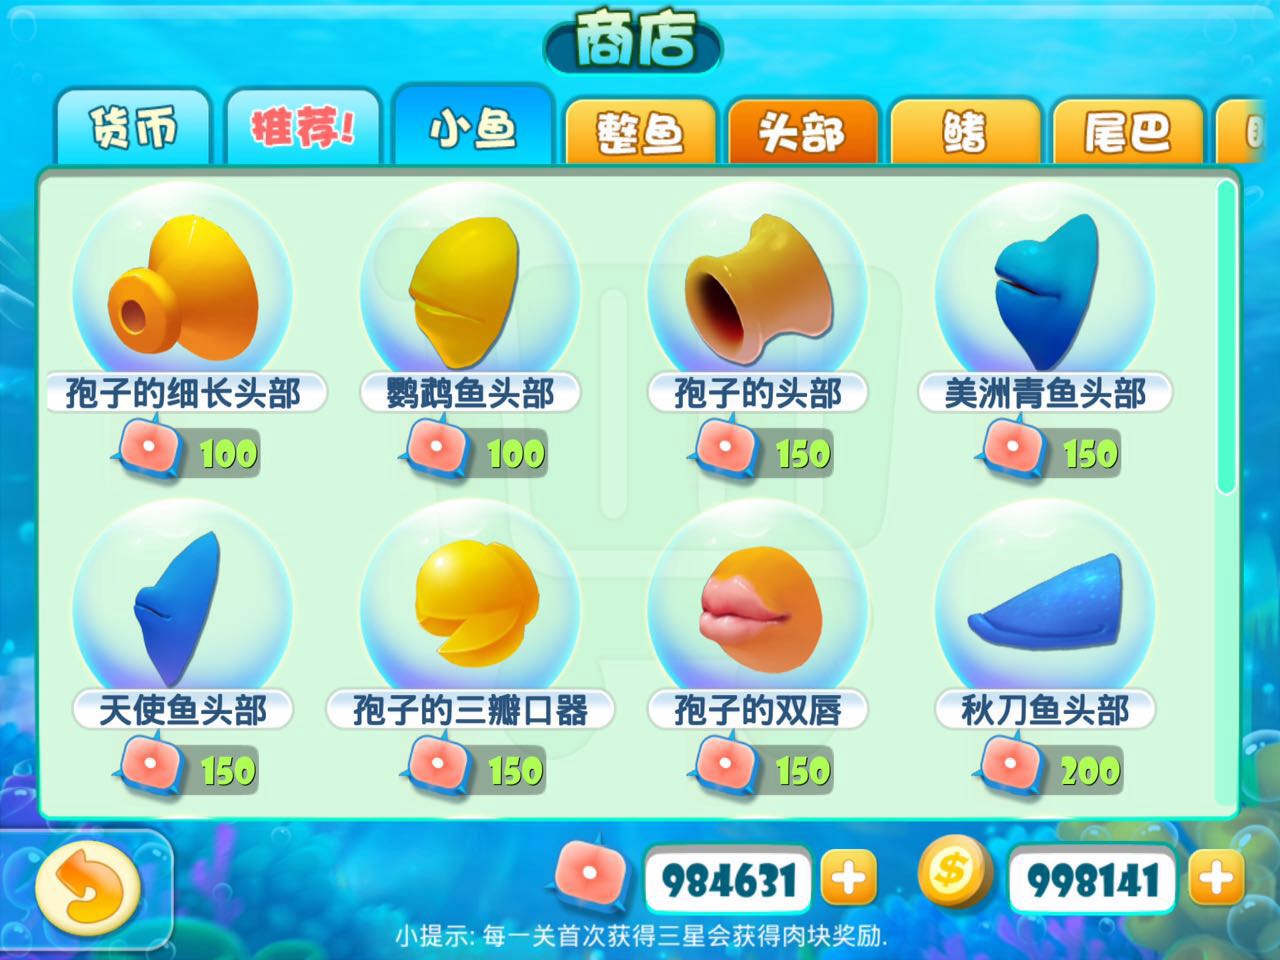 商店
货币
推荐!
小鱼
整鱼
头部
鳍
尾巴
孢子的细长头部
鹦鹉鱼头部
孢子的头部
美洲青鱼头部
100
100
150
150
天使鱼头部
孢子的三瓣口器
孢子的双唇
秋刀鱼头部
150
150
150
200
984631
998141
小提示: 每一关首次获得三星会获得肉块奖励.